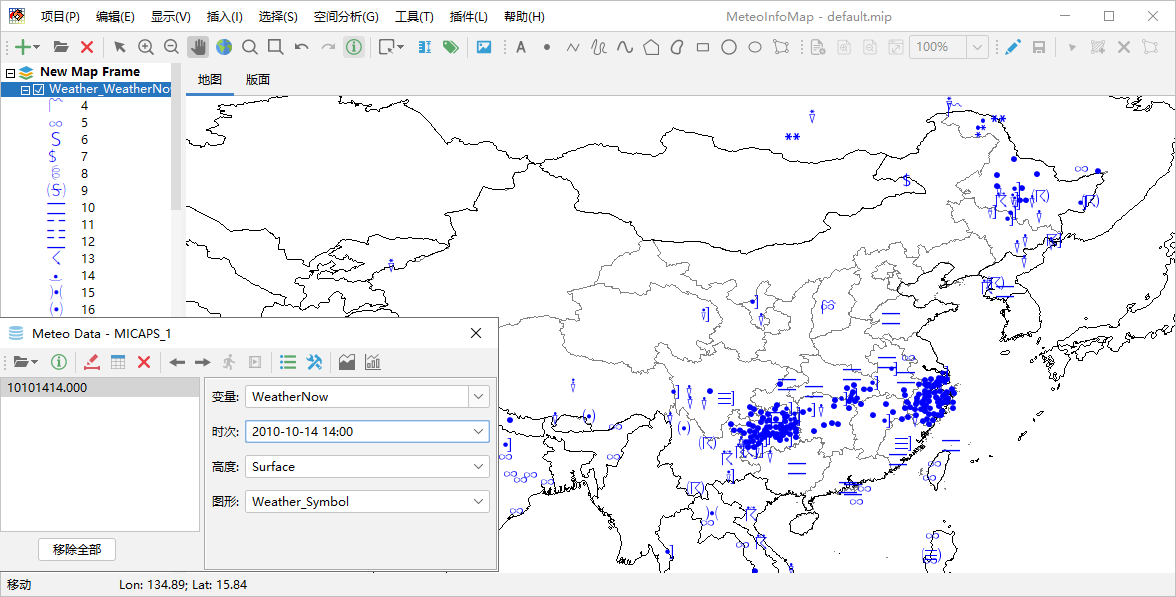 项目(P) 编辑(E) 显示(V) 插入(I) 选择(S) 空间分析(G) 工具(T) 插件(L) 帮助(H) MeteoInfoMap - default.mip
100%
New Map Frame
Weather_WeatherNo
4
5
6
7
8
9
10
11
12
13
14
15
16
地图 版面
Meteo Data - MICAPS_1
10101414.000
变量: WeatherNow
时次: 2010-10-14 14:00
高度: Surface
图形: Weather_Symbol
移除全部
移动 Lon: 134.89; Lat: 15.84